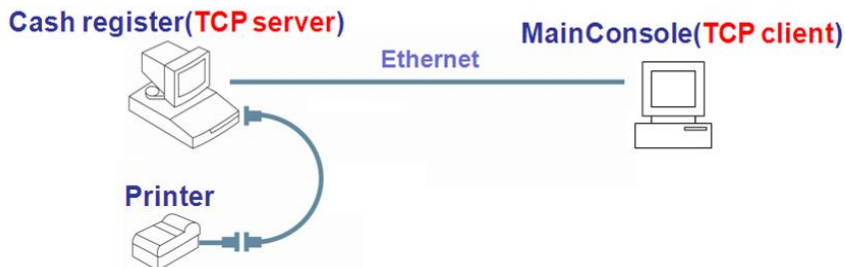 Cash register(TCP server)
MainConsole(TCP client)
Ethernet
Printer